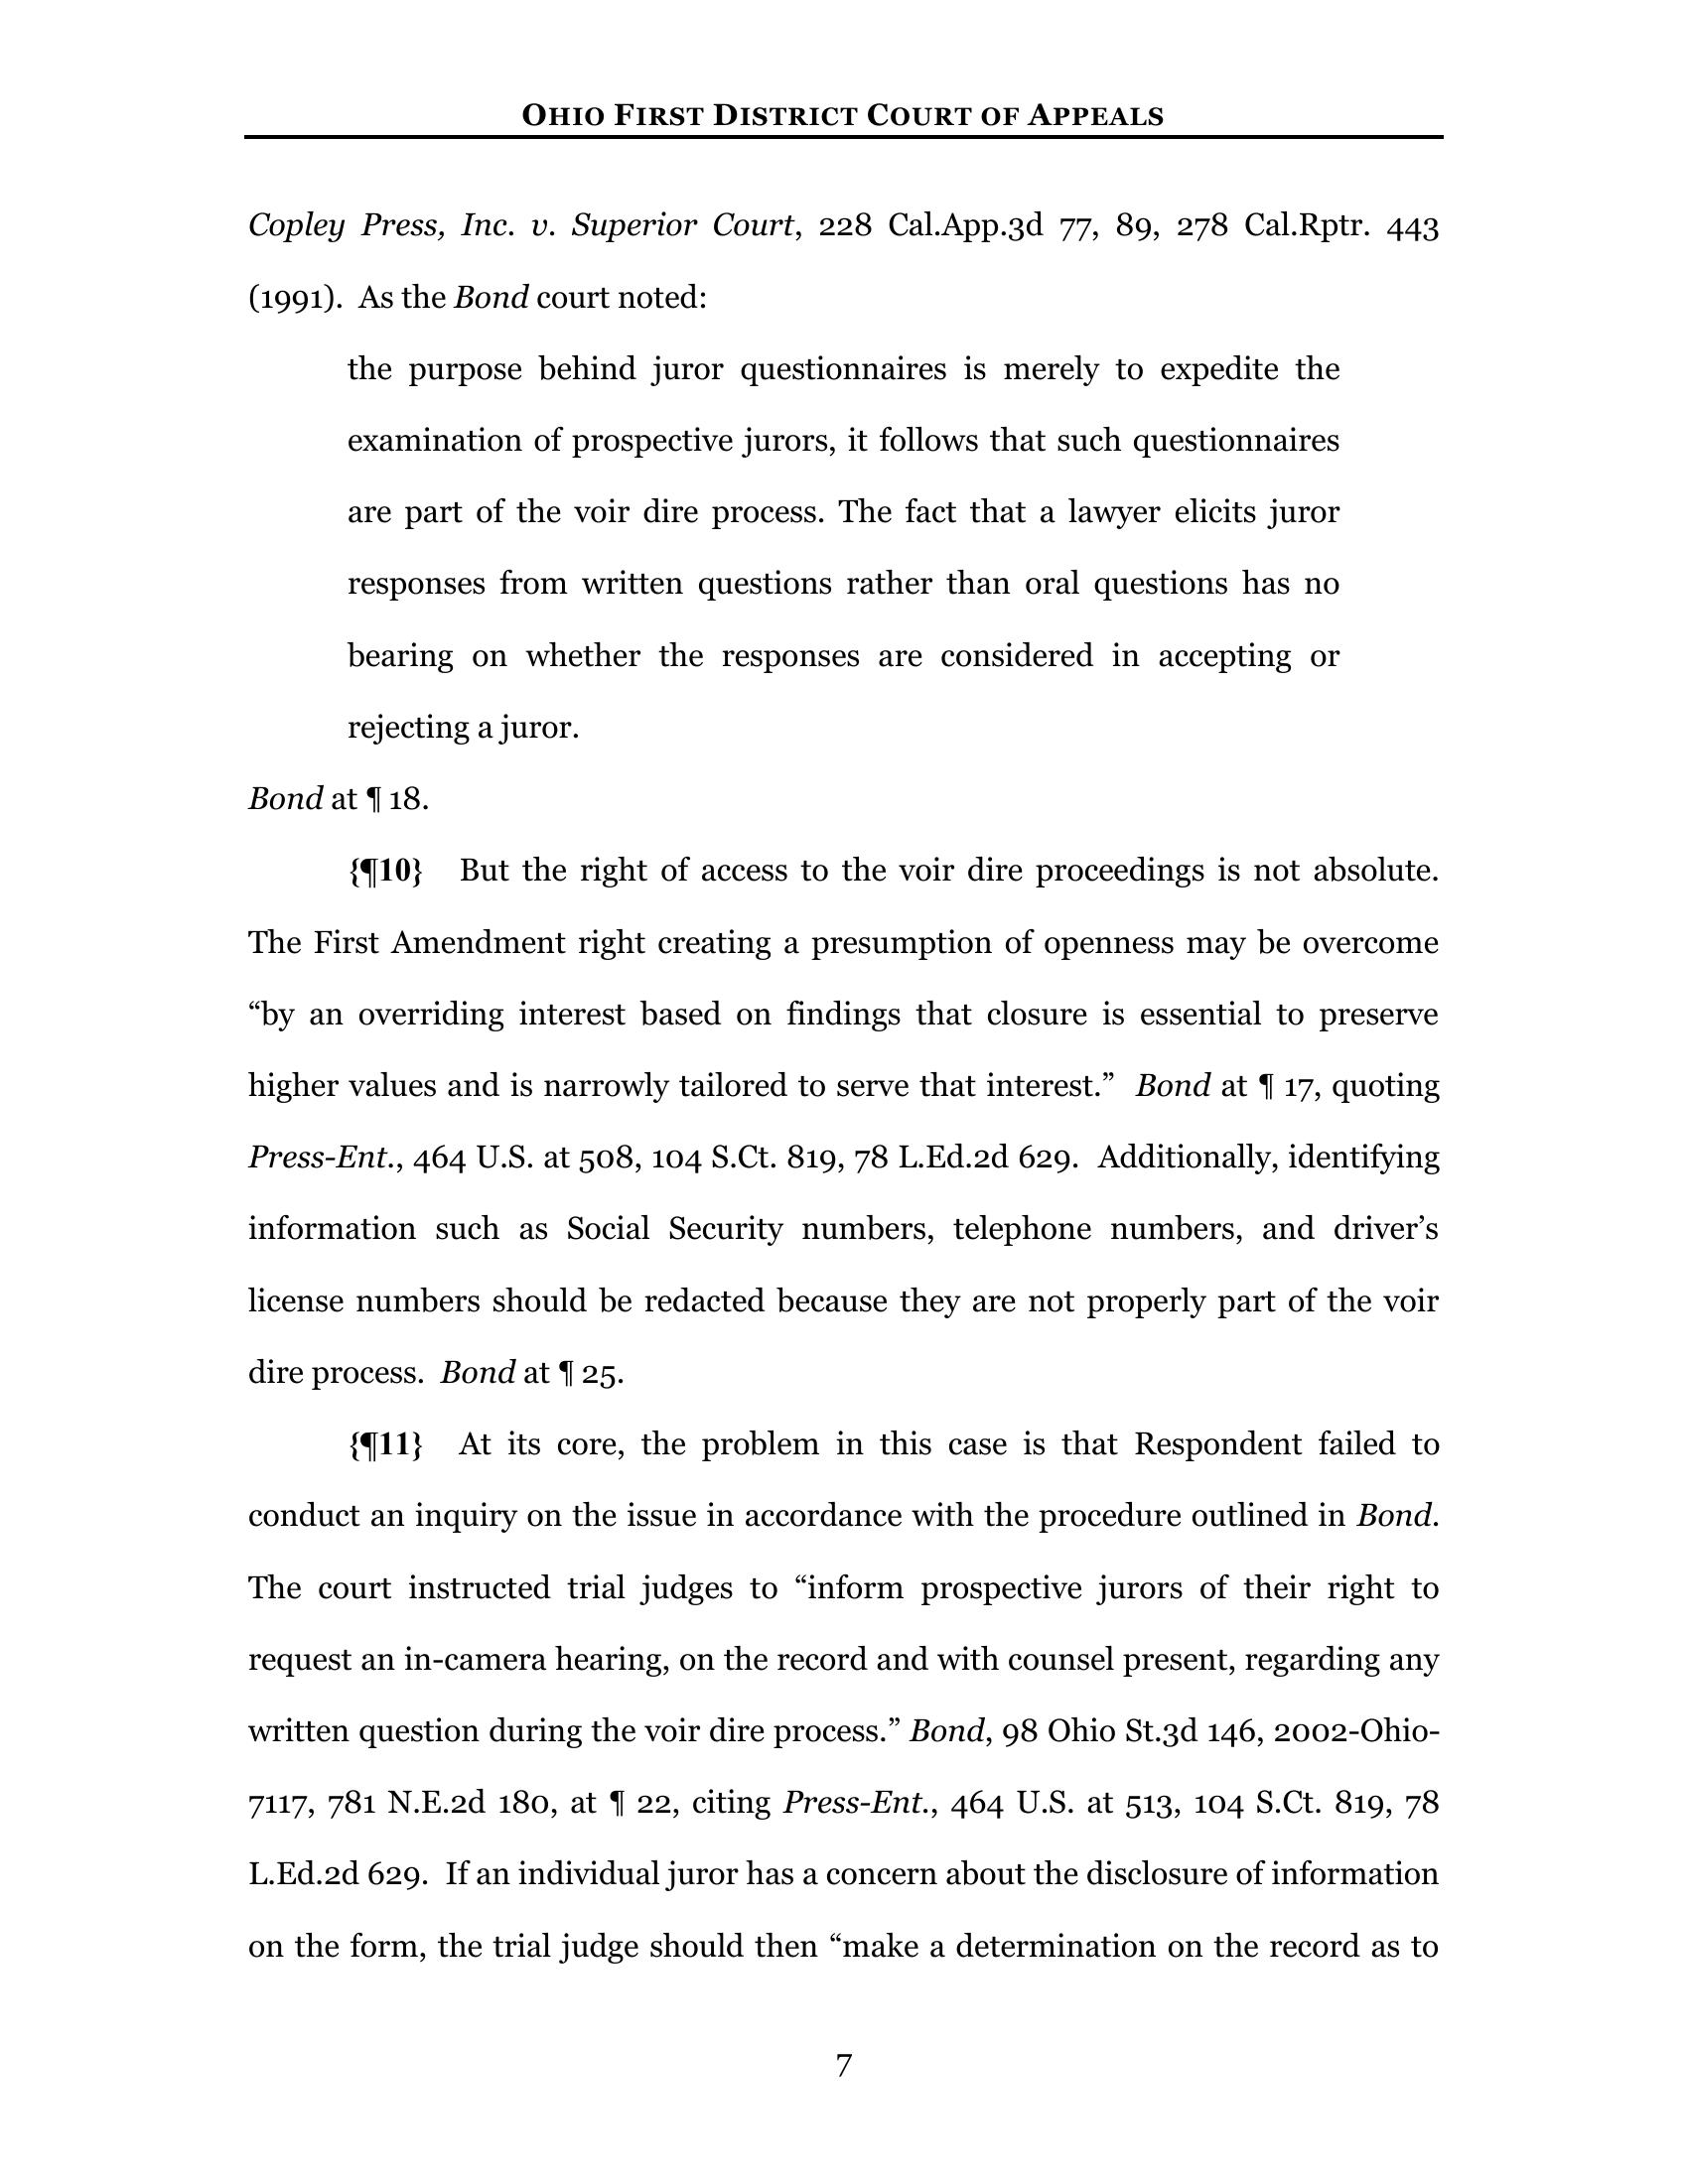 OHIO FIRST DISTRICT COURT OF APPEALS
Copley Press, Inc. v. Superior Court, 228 Cal.App.3d 77, 89, 278 Cal.Rptr. 443
(1991).  As the Bond court noted:
the purpose behind juror questionnaires is merely to expedite the
examination of prospective jurors, it follows that such questionnaires
are part of the voir dire process. The fact that a lawyer elicits juror
responses from written questions rather than oral questions has no
bearing on whether the responses are considered in accepting or
rejecting a juror.
Bond at ¶ 18.
{¶10}  But the right of access to the voir dire proceedings is not absolute.
The First Amendment right creating a presumption of openness may be overcome
“by an overriding interest based on findings that closure is essential to preserve
higher values and is narrowly tailored to serve that interest.”  Bond at ¶ 17, quoting
Press-Ent., 464 U.S. at 508, 104 S.Ct. 819, 78 L.Ed.2d 629.  Additionally, identifying
information such as Social Security numbers, telephone numbers, and driver’s
license numbers should be redacted because they are not properly part of the voir
dire process.  Bond at ¶ 25.
{¶11}  At its core, the problem in this case is that Respondent failed to
conduct an inquiry on the issue in accordance with the procedure outlined in Bond.
The court instructed trial judges to “inform prospective jurors of their right to
request an in-camera hearing, on the record and with counsel present, regarding any
written question during the voir dire process.” Bond, 98 Ohio St.3d 146, 2002-Ohio-
7117, 781 N.E.2d 180, at ¶ 22, citing Press-Ent., 464 U.S. at 513, 104 S.Ct. 819, 78
L.Ed.2d 629.  If an individual juror has a concern about the disclosure of information
on the form, the trial judge should then “make a determination on the record as to
7